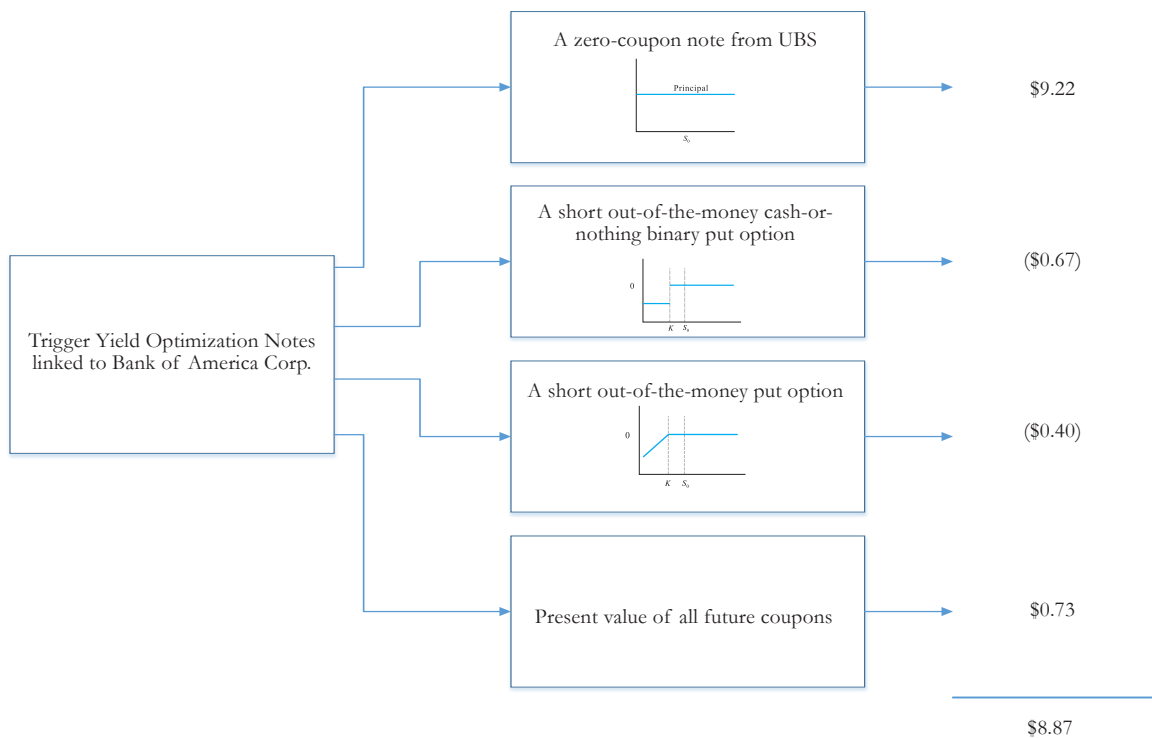 A zero-coupon note from UBS
Principal
S₀
$9.22
A short out-of-the-money cash-or-
nothing binary put option
0
K S₀
($0.67)
Trigger Yield Optimization Notes
linked to Bank of America Corp.
A short out-of-the-money put option
0
K S₀
($0.40)
Present value of all future coupons
$0.73
$8.87